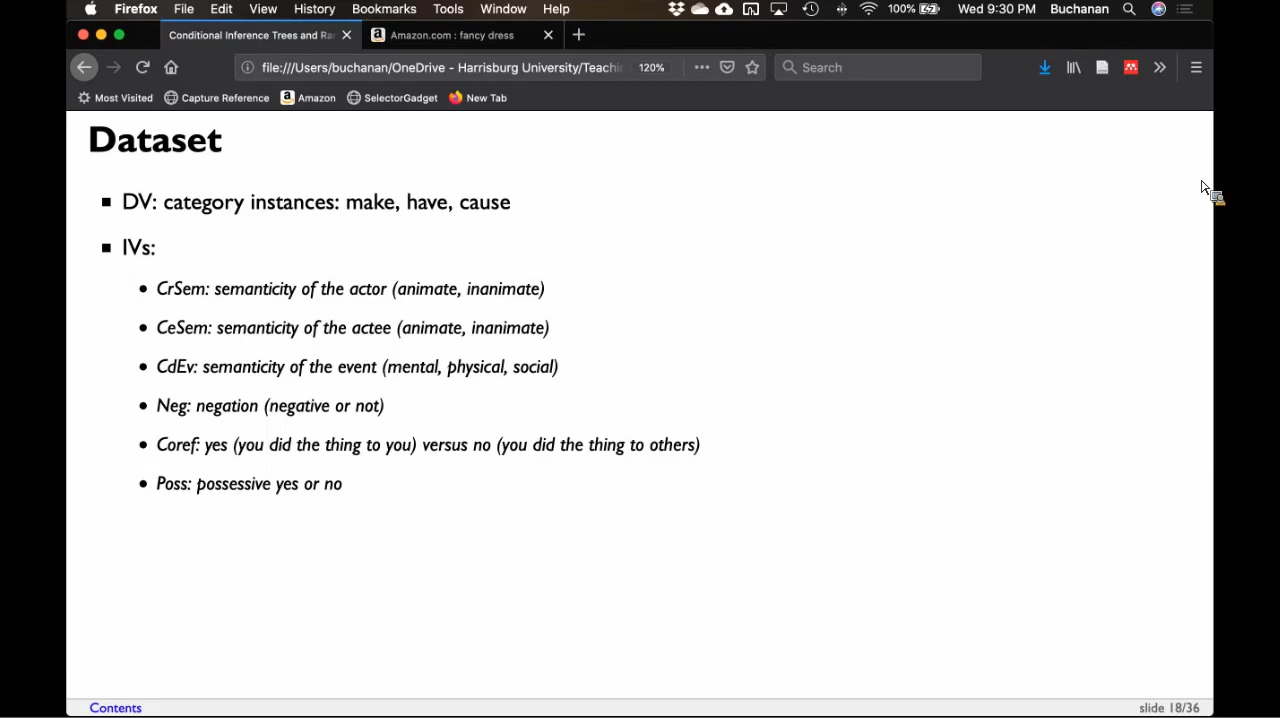 Firefox File Edit View History Bookmarks Tools Window Help 100% Wed 9:30 PM Buchanan
Conditional Inference Trees and Ra Amazon.com : fancy dress
file:///Users/buchanan/OneDrive - Harrisburg University/Teachi 120% Search
Most Visited Capture Reference Amazon SelectorGadget New Tab
Dataset
DV: category instances: make, have, cause
IVs:
CrSem: semanticity of the actor (animate, inanimate)
CeSem: semanticity of the actee (animate, inanimate)
CdEv: semanticity of the event (mental, physical, social)
Neg: negation (negative or not)
Coref: yes (you did the thing to you) versus no (you did the thing to others)
Poss: possessive yes or no
Contents slide 18/36